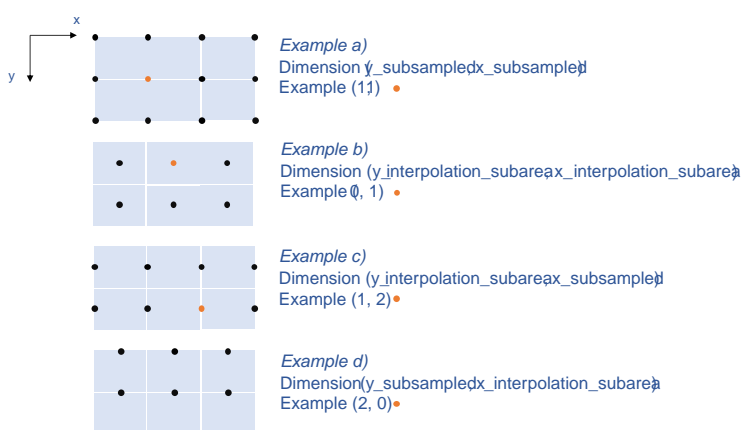 x
y
Example a)
Dimension (y_subsampled, x_subsampled)
Example (1, 1)
Example b)
Dimension (y_interpolation_subarea, x_interpolation_subarea)
Example (0, 1)
Example c)
Dimension (y_interpolation_subarea, x_subsampled)
Example (1, 2)
Example d)
Dimension (y_subsampled, x_interpolation_subarea)
Example (2, 0)